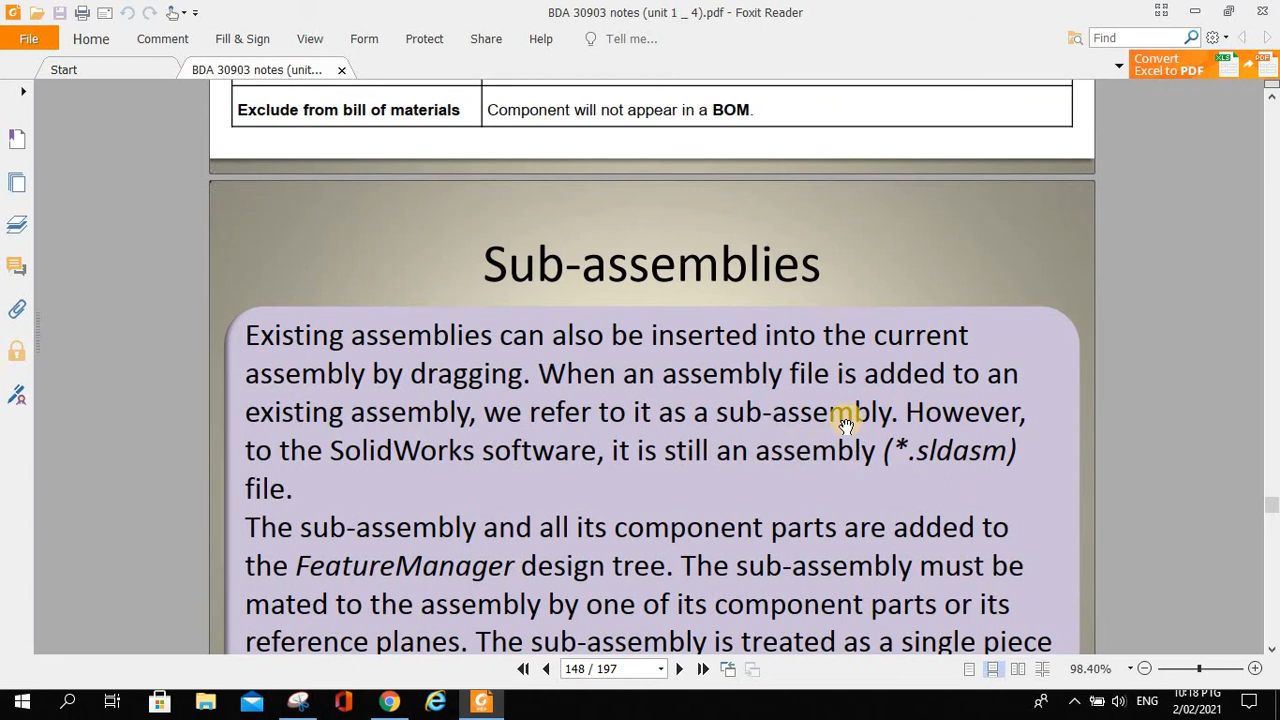 BDA 30903 notes (unit 1 _ 4).pdf - Foxit Reader
File Home Comment Fill & Sign View Form Protect Share Help Tell me... Find
Start BDA 30903 notes (unit... Convert
Excel to PDF
Exclude from bill of materials Component will not appear in a BOM.
Sub-assemblies
Existing assemblies can also be inserted into the current
assembly by dragging. When an assembly file is added to an
existing assembly, we refer to it as a sub-assembly. However,
to the SolidWorks software, it is still an assembly (*.sldasm)
file.
The sub-assembly and all its component parts are added to
the FeatureManager design tree. The sub-assembly must be
mated to the assembly by one of its component parts or its
reference planes. The sub-assembly is treated as a single piece
148 / 197 98.40%
ENG 10:18 PTG
2/02/2021